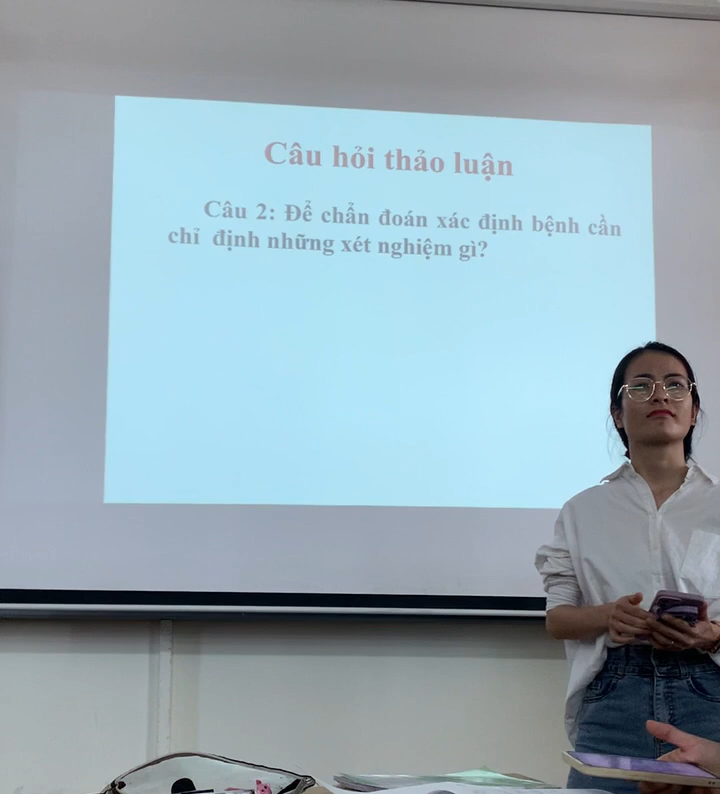 Câu hỏi thảo luận
Câu 2: Để chẩn đoán xác định bệnh cần
chỉ định những xét nghiệm gì?